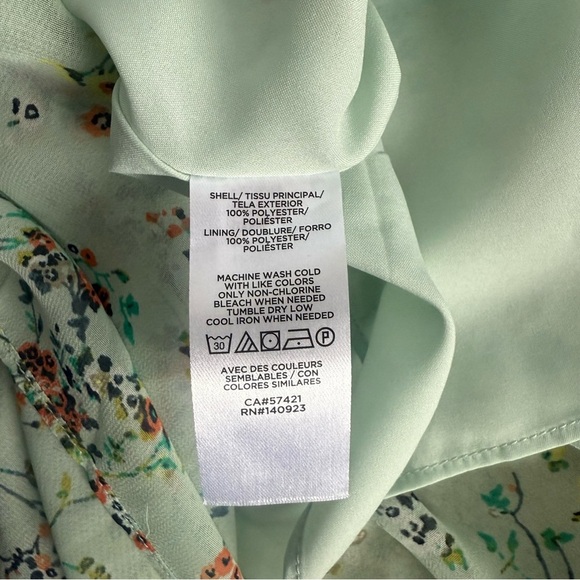 SHELL/ TISSU PRINCIPAL/
TELA EXTERIOR
100% POLYESTER/
POLIÉSTER
LINING/ DOUBLURE/ FORRO
100% POLYESTER/
POLIÉSTER
MACHINE WASH COLD
WITH LIKE COLORS
ONLY NON-CHLORINE
BLEACH WHEN NEEDED
TUMBLE DRY LOW
COOL IRON WHEN NEEDED
30 P
AVEC DES COULEURS
SEMBLABLES / CON
COLORES SIMILARES
CA#57421
RN#140923